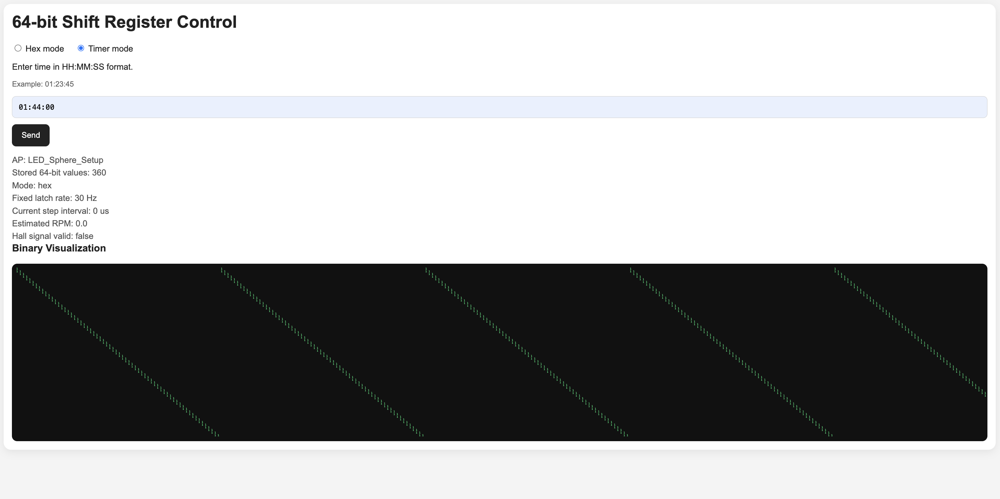 64-bit Shift Register Control
Hex mode Timer mode
Enter time in HH:MM:SS format.
Example: 01:23:45
01:44:00
Send
AP: LED_Sphere_Setup
Stored 64-bit values: 360
Mode: hex
Fixed latch rate: 30 Hz
Current step interval: 0 us
Estimated RPM: 0.0
Hall signal valid: false
Binary Visualization